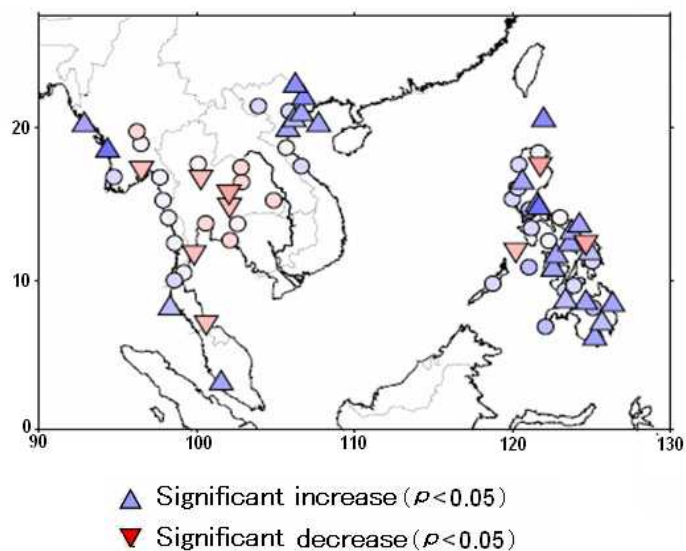 20
10
0
90 100 110 120 130
Significant increase (p<0.05)
Significant decrease (p<0.05)